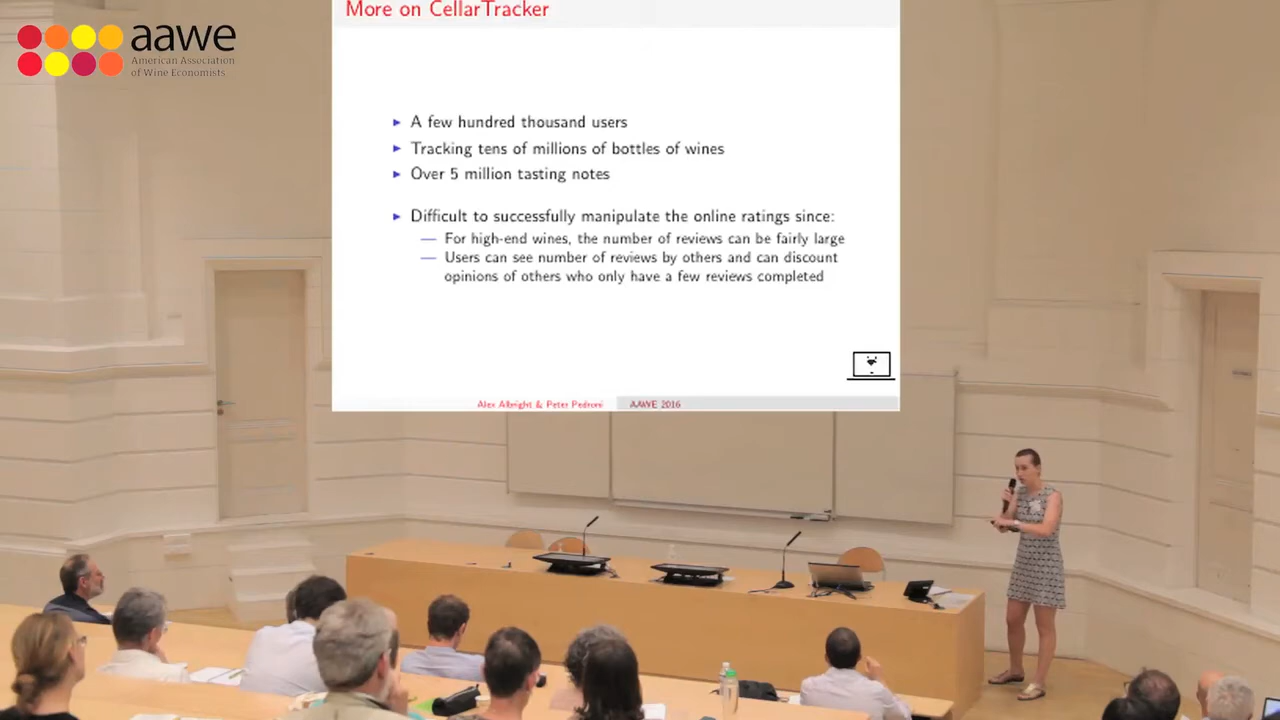 More on CellarTracker
aawe
American Association
of Wine Economists
A few hundred thousand users
Tracking tens of millions of bottles of wines
Over 5 million tasting notes
Difficult to successfully manipulate the online ratings since:
For high-end wines, the number of reviews can be fairly large
Users can see number of reviews by others and can discount
opinions of others who only have a few reviews completed
Alex Albright & Peter Pedroni
AAWE 2016